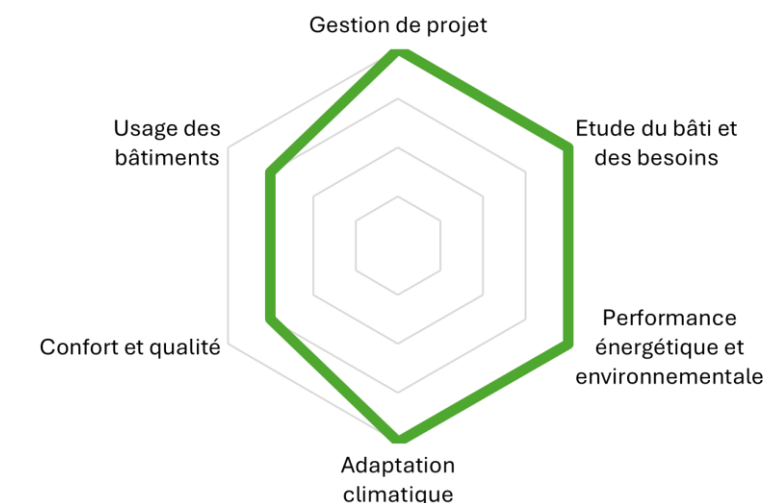 Gestion de projet
Etude du bâti et
des besoins
Performance
énergétique et
environnementale
Adaptation
climatique
Confort et qualité
Usage des
bâtiments